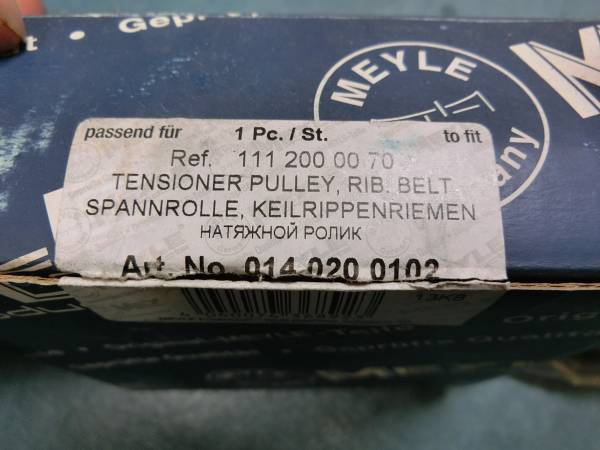 MEYLE
passend für 1 Pc. / St. to fit
Ref. 111 200 00 70
TENSIONER PULLEY, RIB. BELT
SPANNROLLE, KEILRIPPENRIEMEN
НАТЯЖНОЙ РОЛИК
Art. No. 014 020 0102
13K8